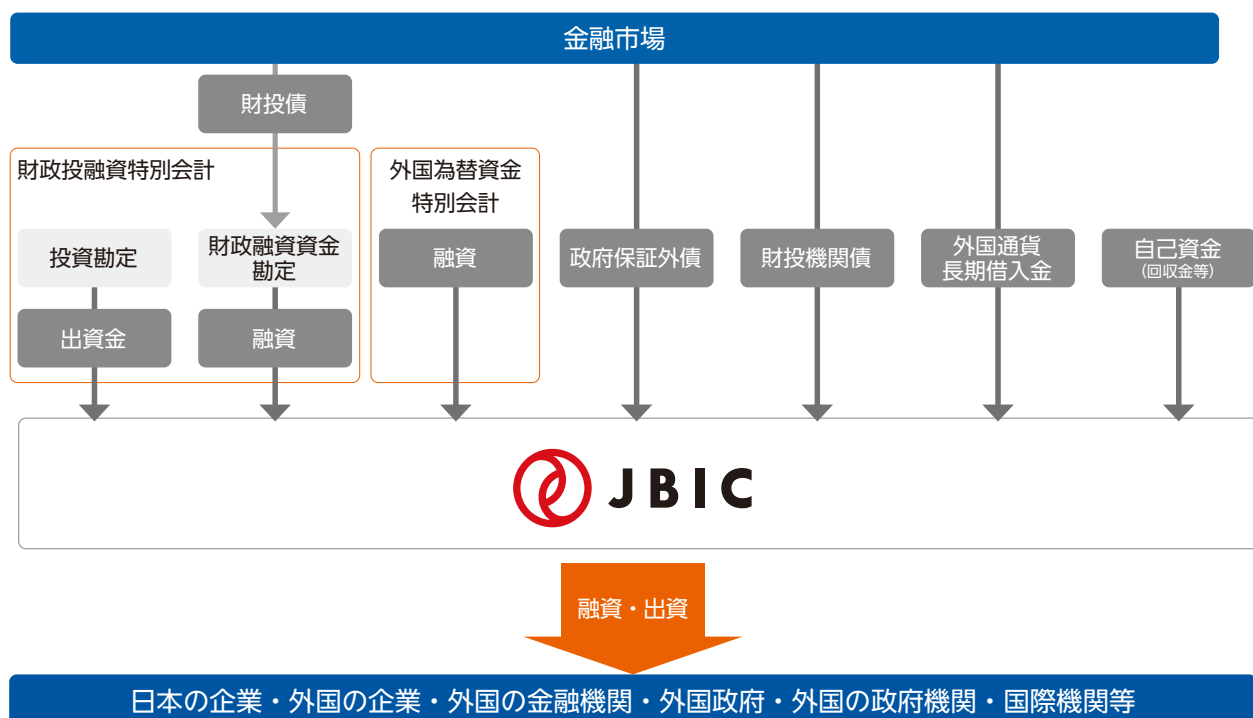 金融市場
財投債
財政投融資特別会計
外国為替資金
特別会計
投資勘定
財政融資資金
勘定
融資
政府保証外債
財投機関債
外国通貨
長期借入金
自己資金
(回収金等)
出資金
融資
JBIC
融資・出資
日本の企業・外国の企業・外国の金融機関・外国政府・外国の政府機関・国際機関等